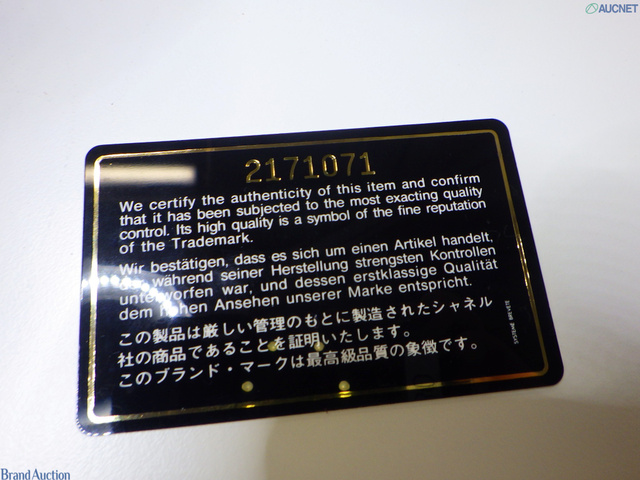 AUCNET
2171071
We certify the authenticity of this item and confirm
that it has been subjected to the most exacting quality
control. Its high quality is a symbol of the fine reputation
of the Trademark.
Wir bestätigen, dass es sich um einen Artikel handelt,
der während seiner Herstellung strengsten Kontrollen
unterworfen war, und dessen erstklassige Qualität
dem hohen Ansehen unserer Marke entspricht.
この製品は厳しい管理のもとに製造されたシャネル
社の商品であることを証明いたします。
このブランド・マークは最高級品質の象徴です。
Brand Auction